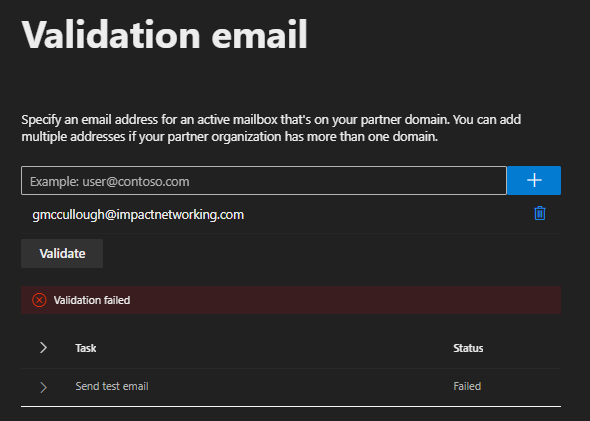 Validation email
Specify an email address for an active mailbox that's on your partner domain. You can add
multiple addresses if your partner organization has more than one domain.
Example: user@contoso.com
gmccullough@impactnetworking.com
Validate
Validation failed
Task Status
Send test email Failed